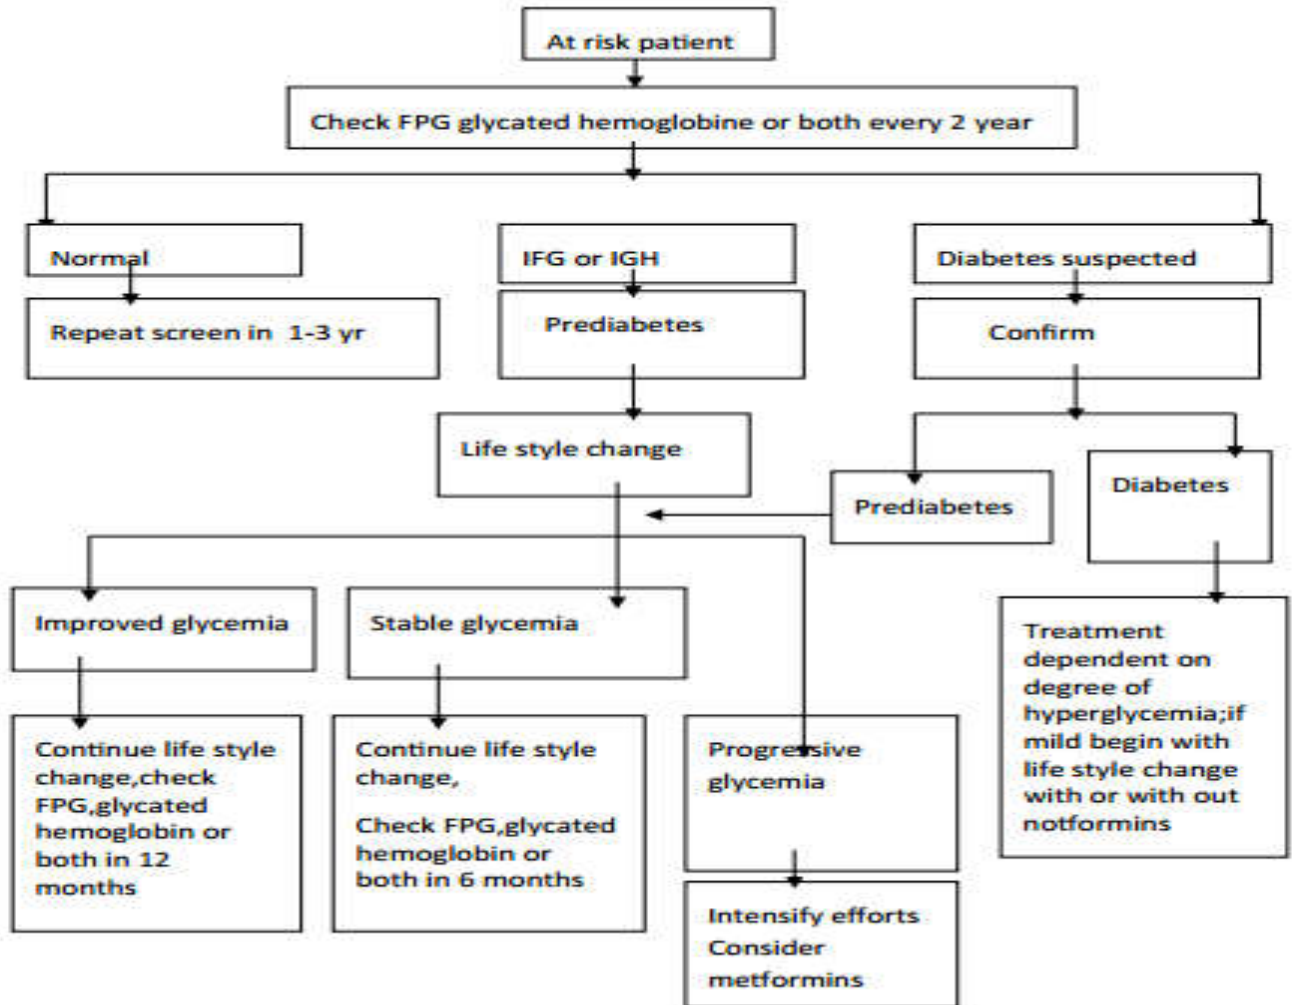 At risk patient
Check FPG glycated hemoglobine or both every 2 year
Normal
IFG or IGH
Diabetes suspected
Repeat screen in 1-3 yr
Prediabetes
Confirm
Life style change
Prediabetes
Diabetes
Improved glycemia
Stable glycemia
Treatment
dependent on
degree of
hyperglycemia;if
mild begin with
life style change
with or with out
notformins
Continue life style
change,check
FPG,glycated
hemoglobin or
both in 12
months
Continue life style
change,
Check FPG,glycated
hemoglobin or
both in 6 months
Progressive
glycemia
Intensify efforts
Consider
metformins